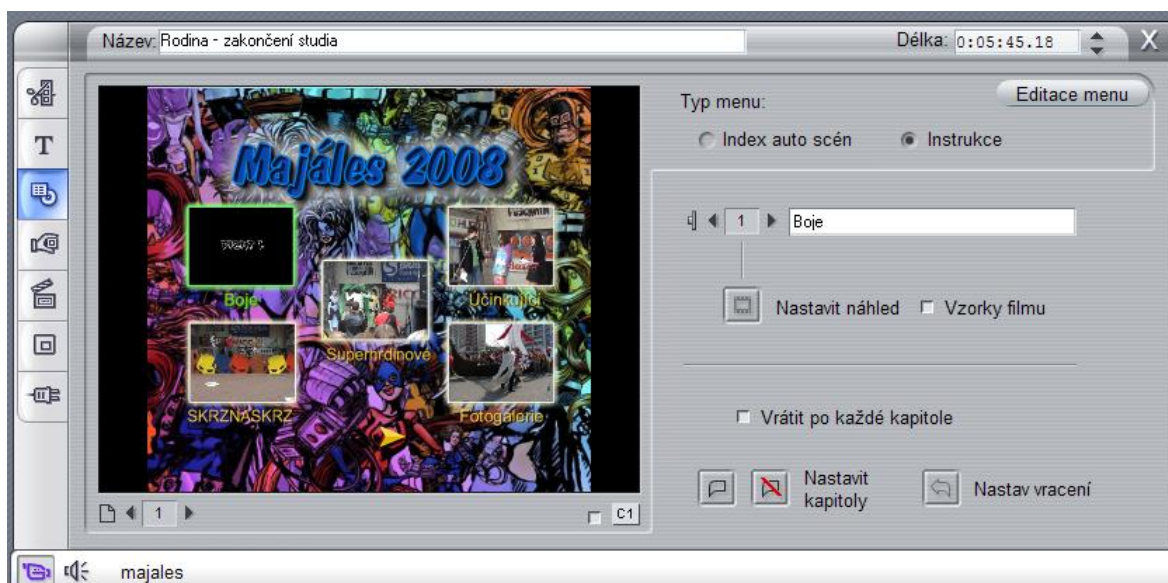 Název: Rodina - zakončení studia
Délka: 0:05:45.18
X
Editace menu
Typ menu:
Index auto scén
Instrukce
T
Majáles 2008
Boje
Účinkující
Superhrdinové
SKRZNASKRZ
Fotogalerie
1
Boje
Nastavit náhled
Vzorky filmu
Vrátit po každé kapitole
Nastavit
kapitoly
Nastav vracení
1
C1
majales